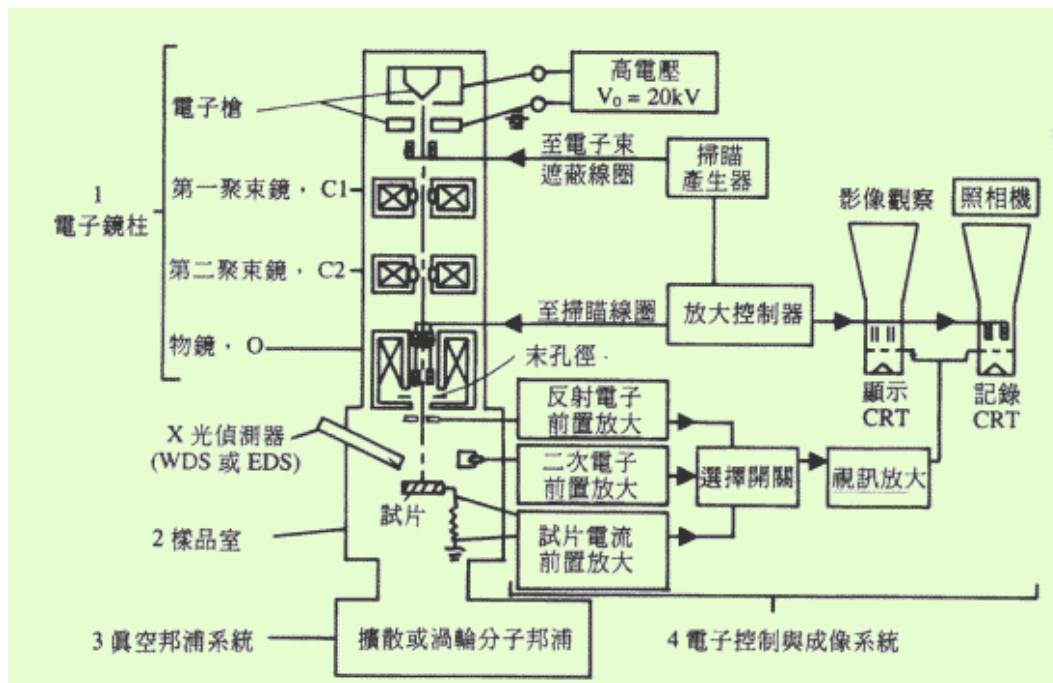 高電壓
V₀ = 20kV
電子槍
至電子束
遮蔽線圈
掃瞄
產生器
1
電子鏡柱
第一聚束鏡，C1
影像觀察
照相機
第二聚束鏡，C2
至掃瞄線圈
放大控制器
物鏡，O
末孔徑
顯示
CRT
記錄
CRT
反射電子
前置放大
X 光偵測器
(WDS 或 EDS)
二次電子
前置放大
選擇開關
視訊放大
試片
試片電流
前置放大
2 樣品室
3 眞空邦浦系統
擴散或渦輪分子邦浦
4 電子控制與成像系統